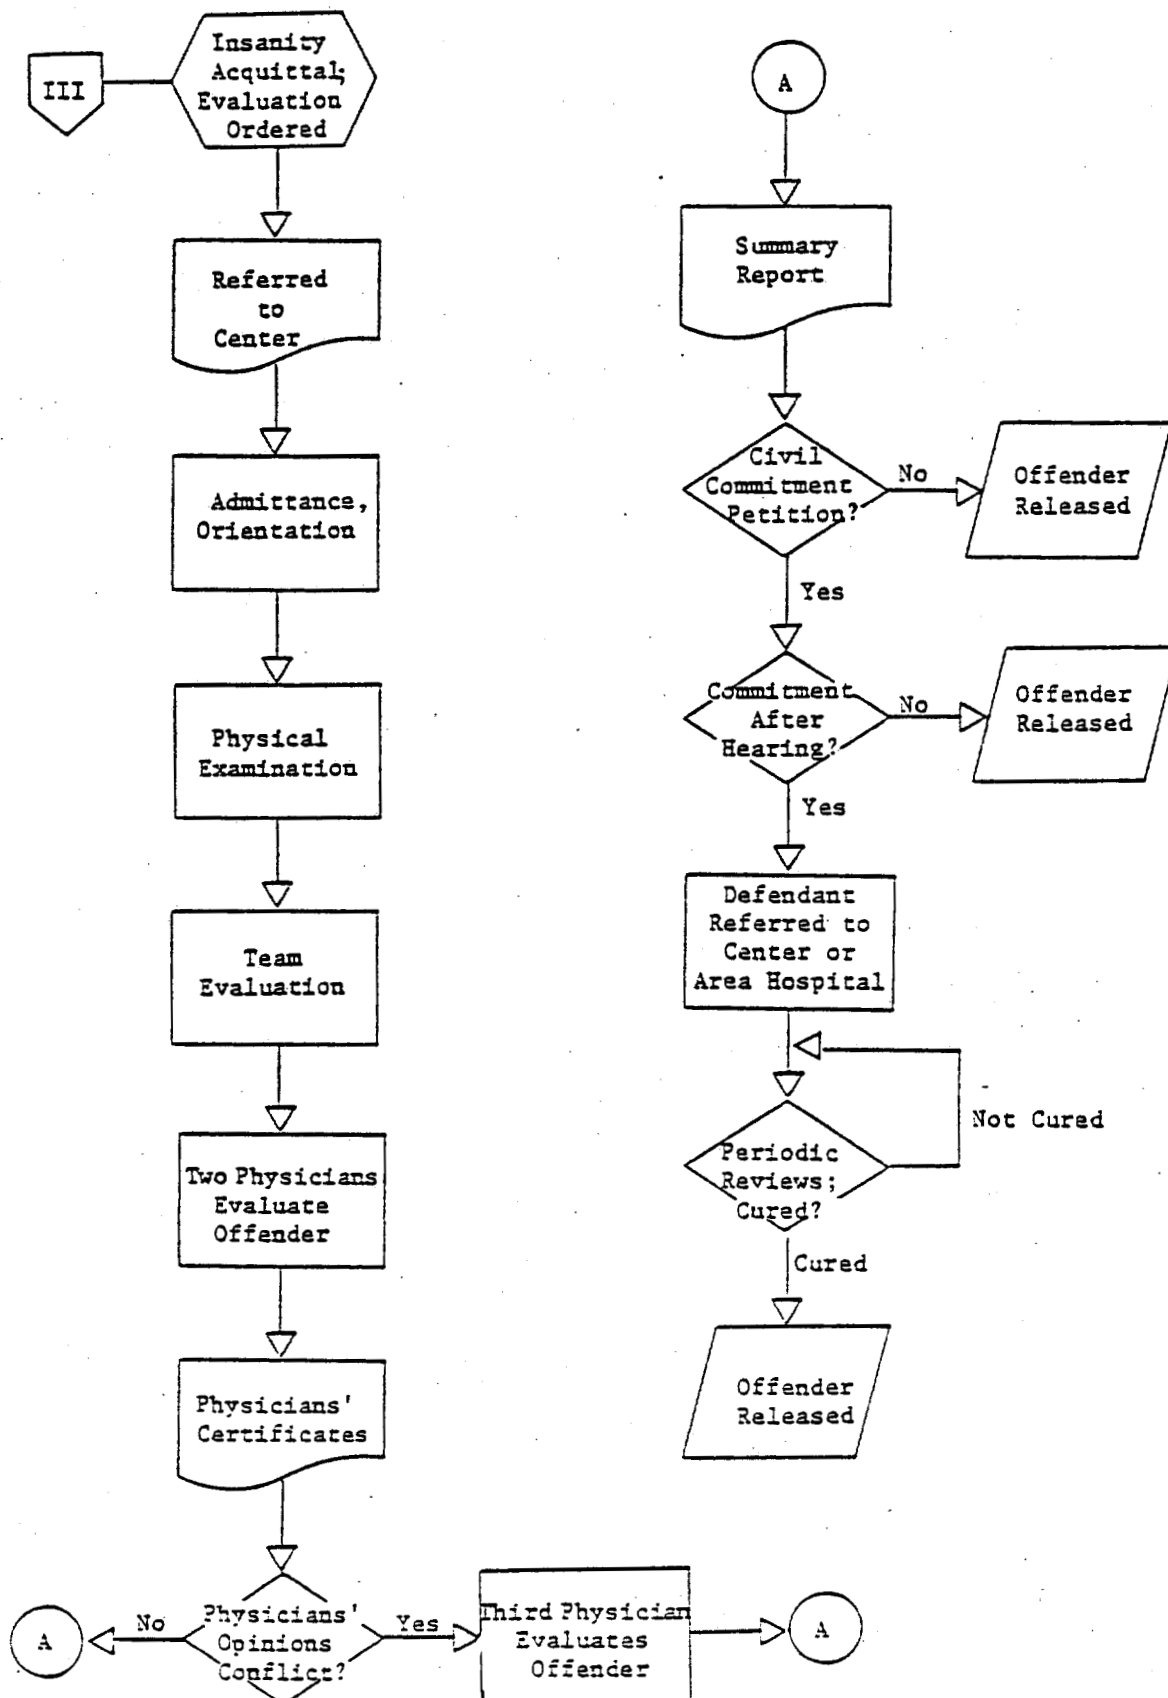 III
Insanity
Acquittal;
Evaluation
Ordered
Referred
to
Center
Admittance,
Orientation
Physical
Examination
Team
Evaluation
Two Physicians
Evaluate
Offender
Physicians'
Certificates
Physicians'
Opinions
Conflict?
No
A
Yes
Third Physician
Evaluates
Offender
A
A
Summary
Report
Civil
Commitment
Petition?
No
Offender
Released
Yes
Commitment
After
Hearing?
No
Offender
Released
Yes
Defendant
Referred to
Center or
Area Hospital
Periodic
Reviews;
Cured?
Not Cured
Cured
Offender
Released